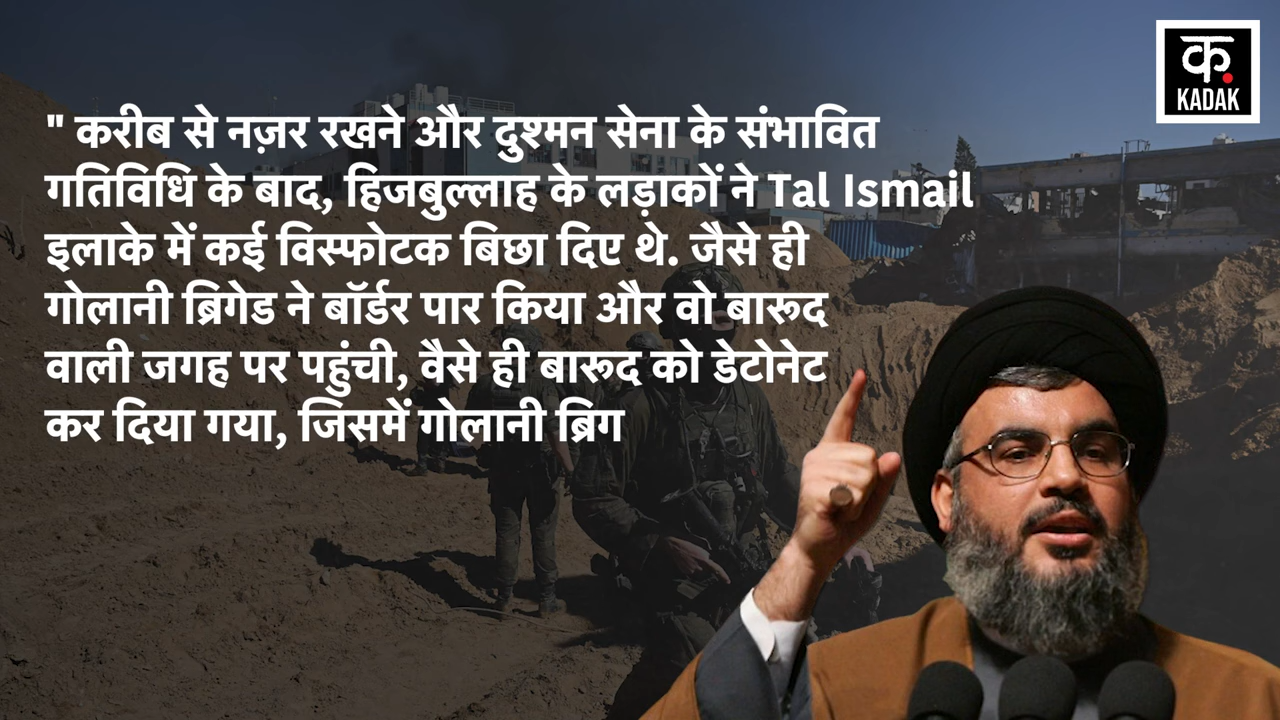 " करीब से नज़र रखने और दुश्मन सेना के संभावित
गतिविधि के बाद, हिजबुल्लाह के लड़ाकों ने Tal Ismail
इलाके में कई विस्फोटक बिछा दिए थे. जैसे ही
गोलानी ब्रिगेड ने बॉर्डर पार किया और वो बारूद
वाली जगह पर पहुंची, वैसे ही बारूद को डेटोनेट
कर दिया गया, जिसमें गोलानी ब्रिग
क.
KADAK